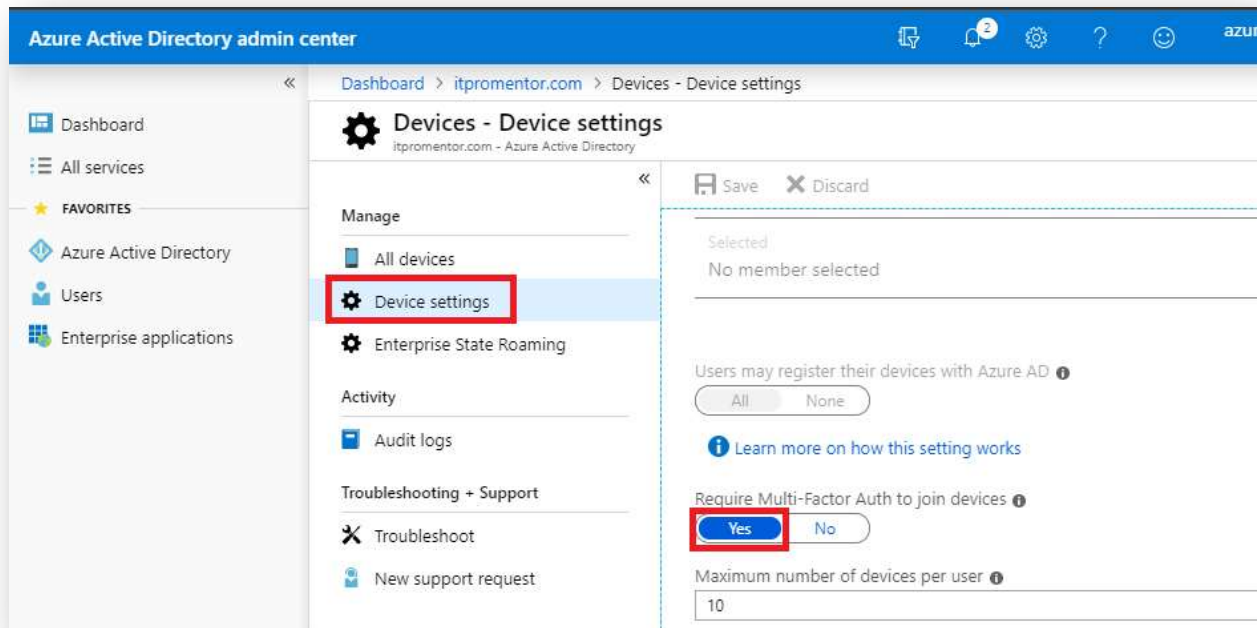 Azure Active Directory admin center
2
Dashboard > itpromentor.com > Devices - Device settings
Dashboard
All services
FAVORITES
Azure Active Directory
Users
Enterprise applications
Devices - Device settings
itpromentor.com - Azure Active Directory
Manage
All devices
Device settings
Enterprise State Roaming
Activity
Audit logs
Troubleshooting + Support
Troubleshoot
New support request
Save Discard
Selected
No member selected
Users may register their devices with Azure AD
All None
Learn more on how this setting works
Require Multi-Factor Auth to join devices
Yes No
Maximum number of devices per user
10